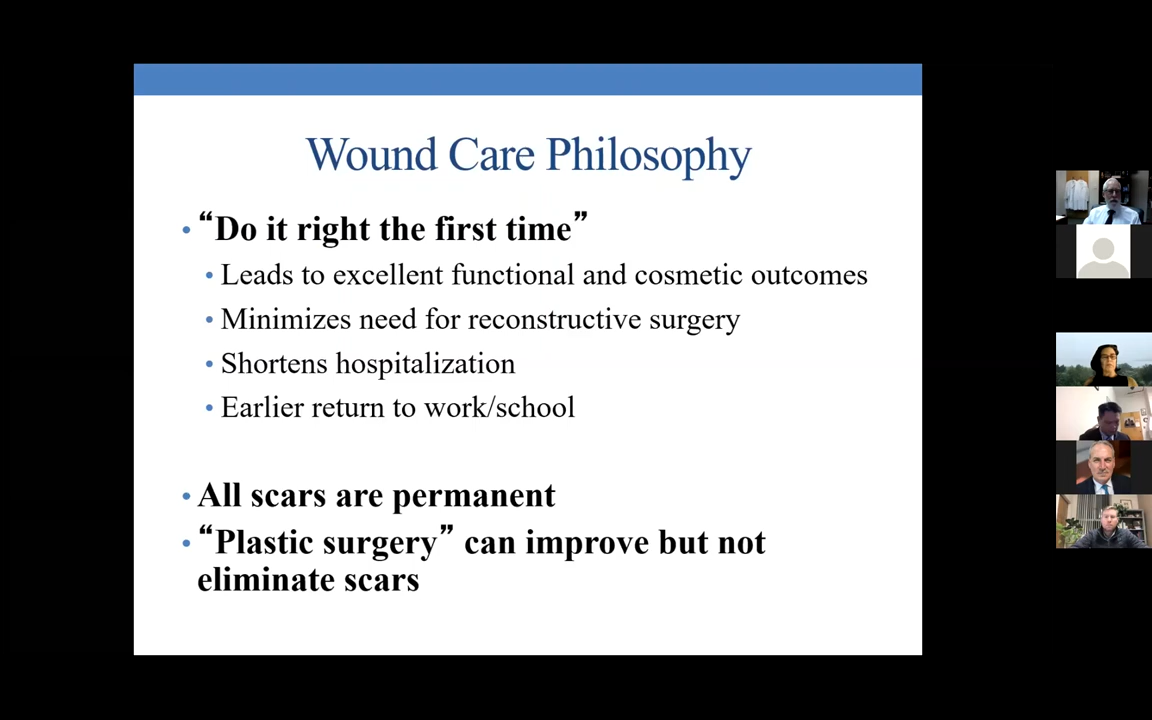 Wound Care Philosophy
• “Do it right the first time”
• Leads to excellent functional and cosmetic outcomes
• Minimizes need for reconstructive surgery
• Shortens hospitalization
• Earlier return to work/school
• All scars are permanent
• “Plastic surgery” can improve but not
eliminate scars